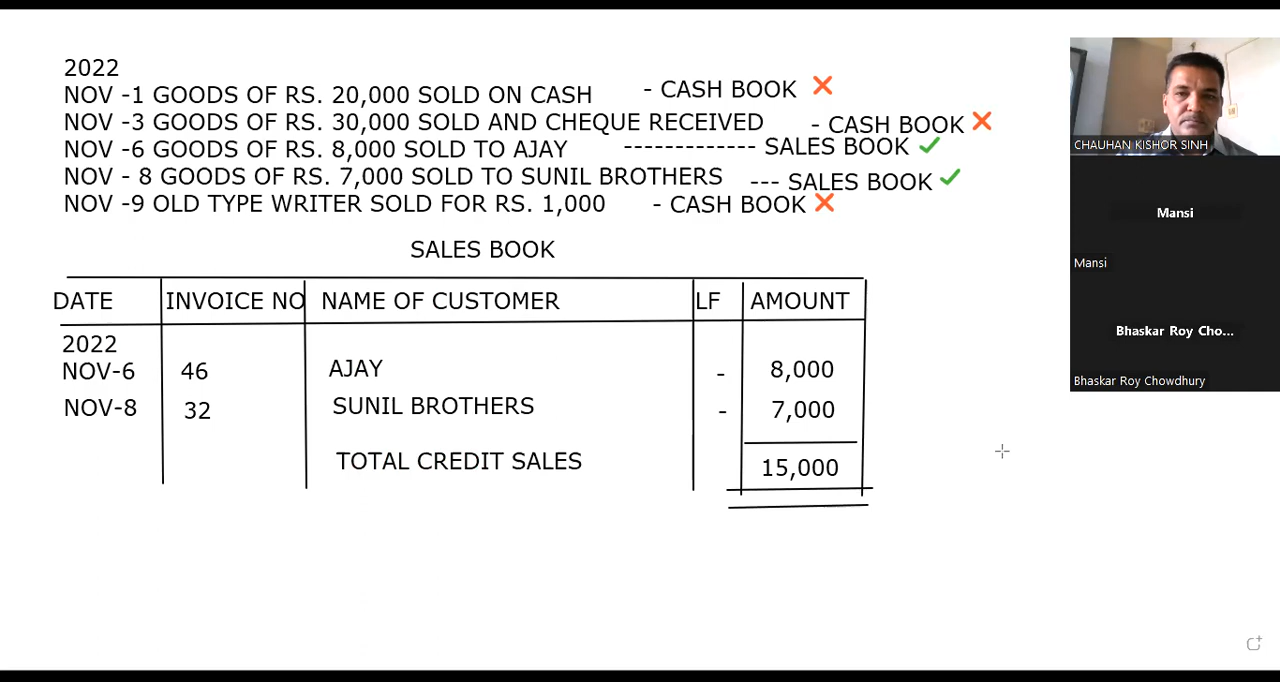 2022
NOV -1 GOODS OF RS. 20,000 SOLD ON CASH - CASH BOOK ❌
NOV -3 GOODS OF RS. 30,000 SOLD AND CHEQUE RECEIVED - CASH BOOK ❌
NOV -6 GOODS OF RS. 8,000 SOLD TO AJAY ------------- SALES BOOK ✓
NOV - 8 GOODS OF RS. 7,000 SOLD TO SUNIL BROTHERS --- SALES BOOK ✓
NOV -9 OLD TYPE WRITER SOLD FOR RS. 1,000 - CASH BOOK ❌
SALES BOOK
DATE INVOICE NO NAME OF CUSTOMER LF AMOUNT
2022
NOV-6 46 AJAY - 8,000
NOV-8 32 SUNIL BROTHERS - 7,000
TOTAL CREDIT SALES 15,000
CHAUHAN KISHOR SINH
Mansi
Mansi
Bhaskar Roy Cho...
Bhaskar Roy Chowdhury